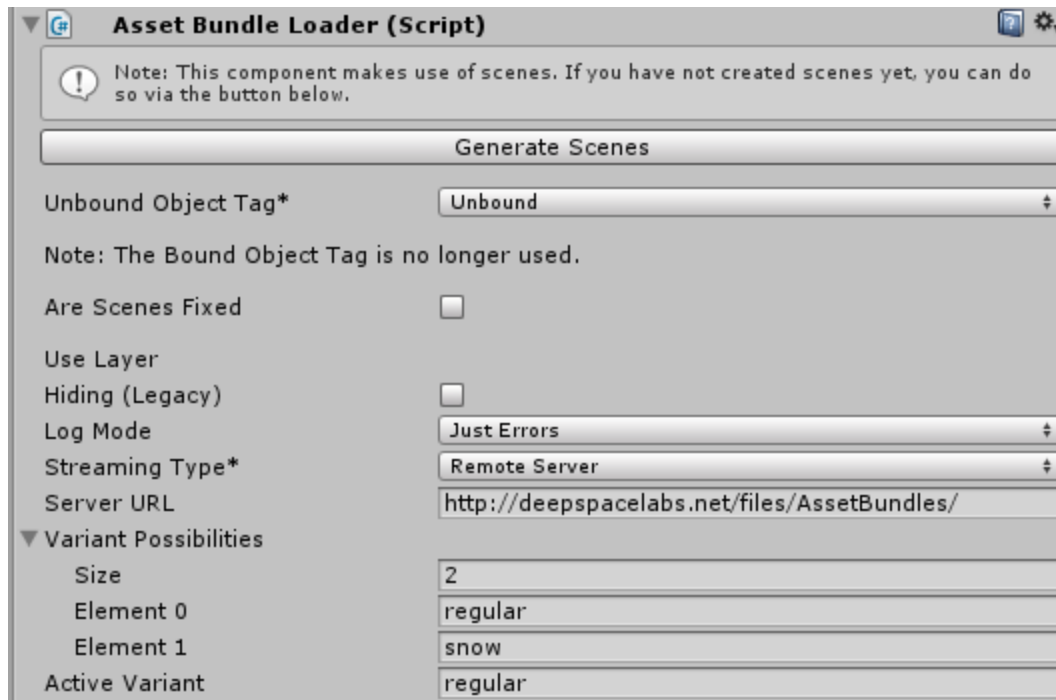 Asset Bundle Loader (Script)
Note: This component makes use of scenes. If you have not created scenes yet, you can do
so via the button below.
Generate Scenes
Unbound Object Tag* Unbound
Note: The Bound Object Tag is no longer used.
Are Scenes Fixed
Use Layer
Hiding (Legacy)
Log Mode Just Errors
Streaming Type* Remote Server
Server URL http://deepspacelabs.net/files/AssetBundles/
Variant Possibilities
Size 2
Element 0 regular
Element 1 snow
Active Variant regular